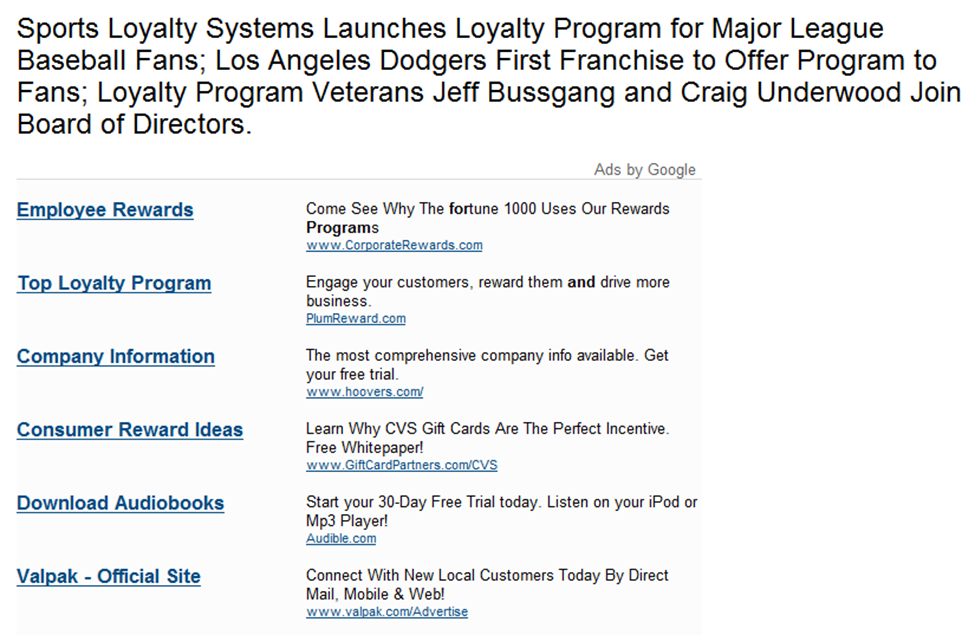 Sports Loyalty Systems Launches Loyalty Program for Major League
Baseball Fans; Los Angeles Dodgers First Franchise to Offer Program to
Fans; Loyalty Program Veterans Jeff Bussgang and Craig Underwood Join
Board of Directors.
Ads by Google
Employee Rewards
Come See Why The fortune 1000 Uses Our Rewards
Programs
www.CorporateRewards.com
Top Loyalty Program
Engage your customers, reward them and drive more
business.
PlumReward.com
Company Information
The most comprehensive company info available. Get
your free trial.
www.hoovers.com/
Consumer Reward Ideas
Learn Why CVS Gift Cards Are The Perfect Incentive.
Free Whitepaper!
www.GiftCardPartners.com/CVS
Download Audiobooks
Start your 30-Day Free Trial today. Listen on your iPod or
Mp3 Player!
Audible.com
Valpak - Official Site
Connect With New Local Customers Today By Direct
Mail, Mobile & Web!
www.valpak.com/Advertise